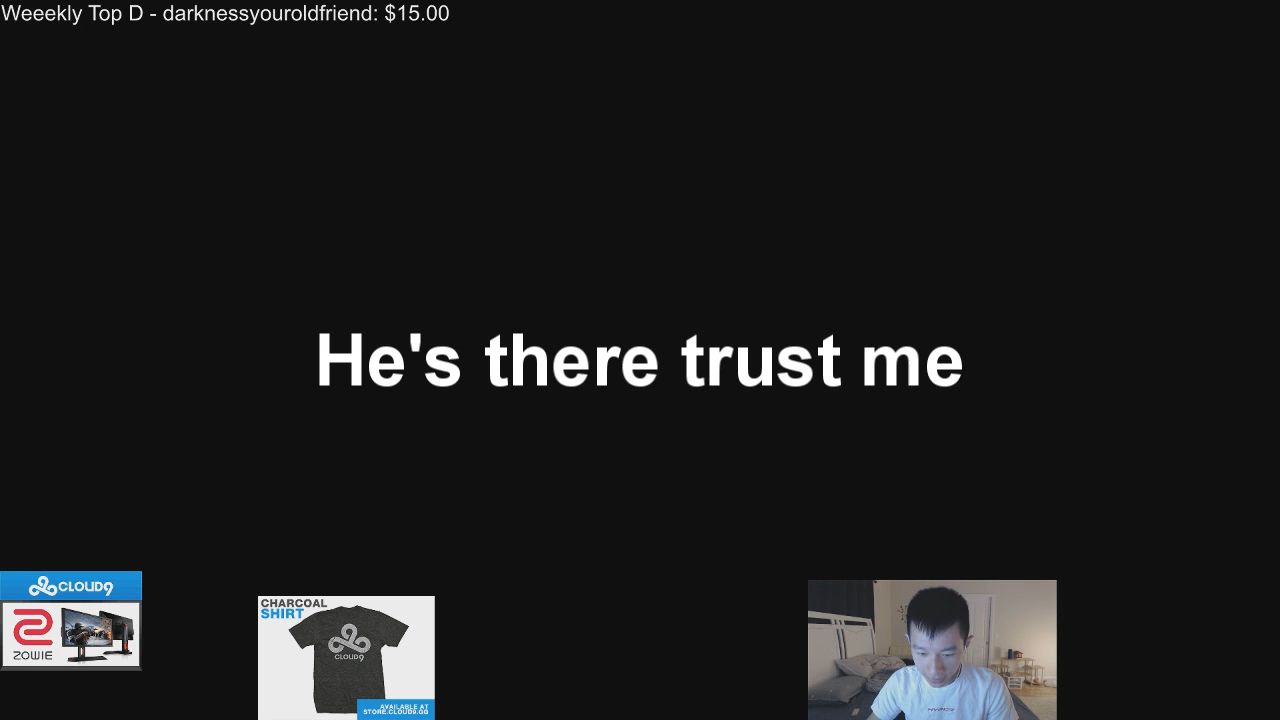 Weeekly Top D - darknessyouroldfriend: $15.00
He's there trust me
CLOUD9
ZOWIE
CHARCOAL
SHIRT
CLOUD9
AVAILABLE AT
STORE.CLOUD9.GG